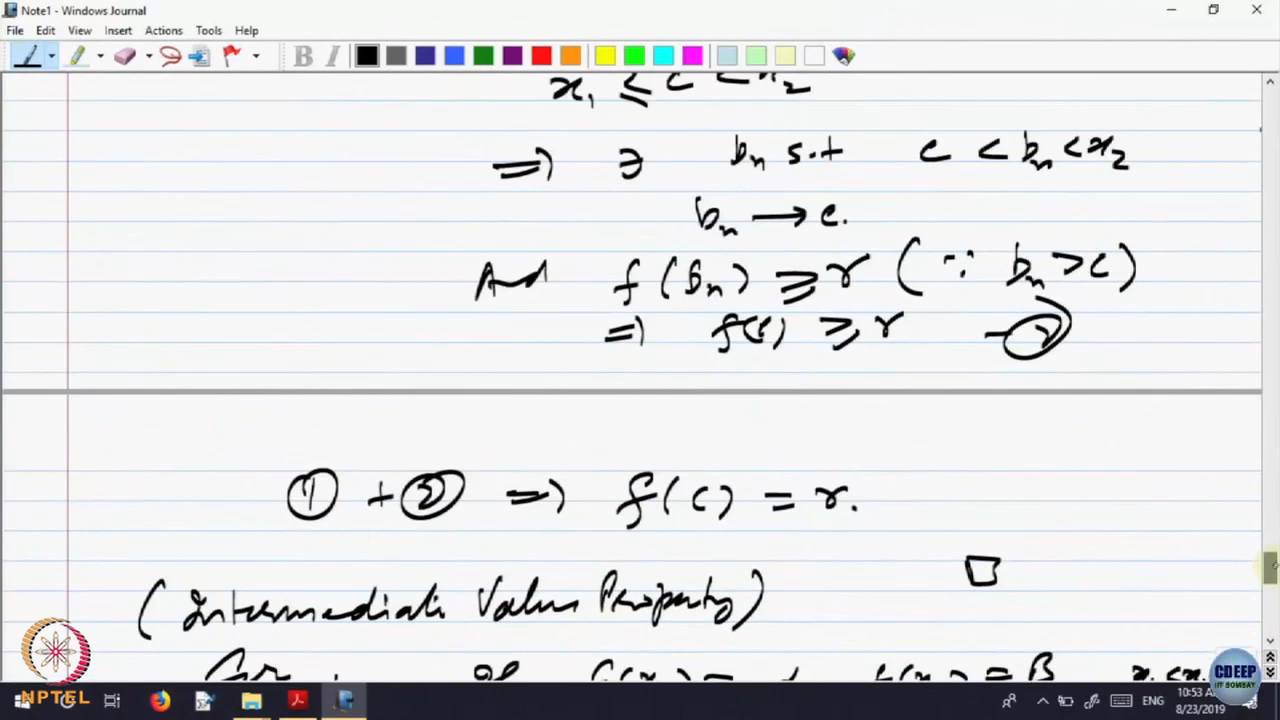 Note1 - Windows Journal
File Edit View Insert Actions Tools Help
B I
x₁ ≤ c < x₂
=> ∃ bₙ s.t c < bₙ < x₂
bₙ → c.
And f(bₙ) ≥ r (∵ bₙ > c)
=> f(c) ≥ r — ②
① + ② => f(c) = r.
□
(Intermediate Value Property)
NPTEL
CDEEP
IIT BOMBAY
ENG
10:53 A
8/23/2019